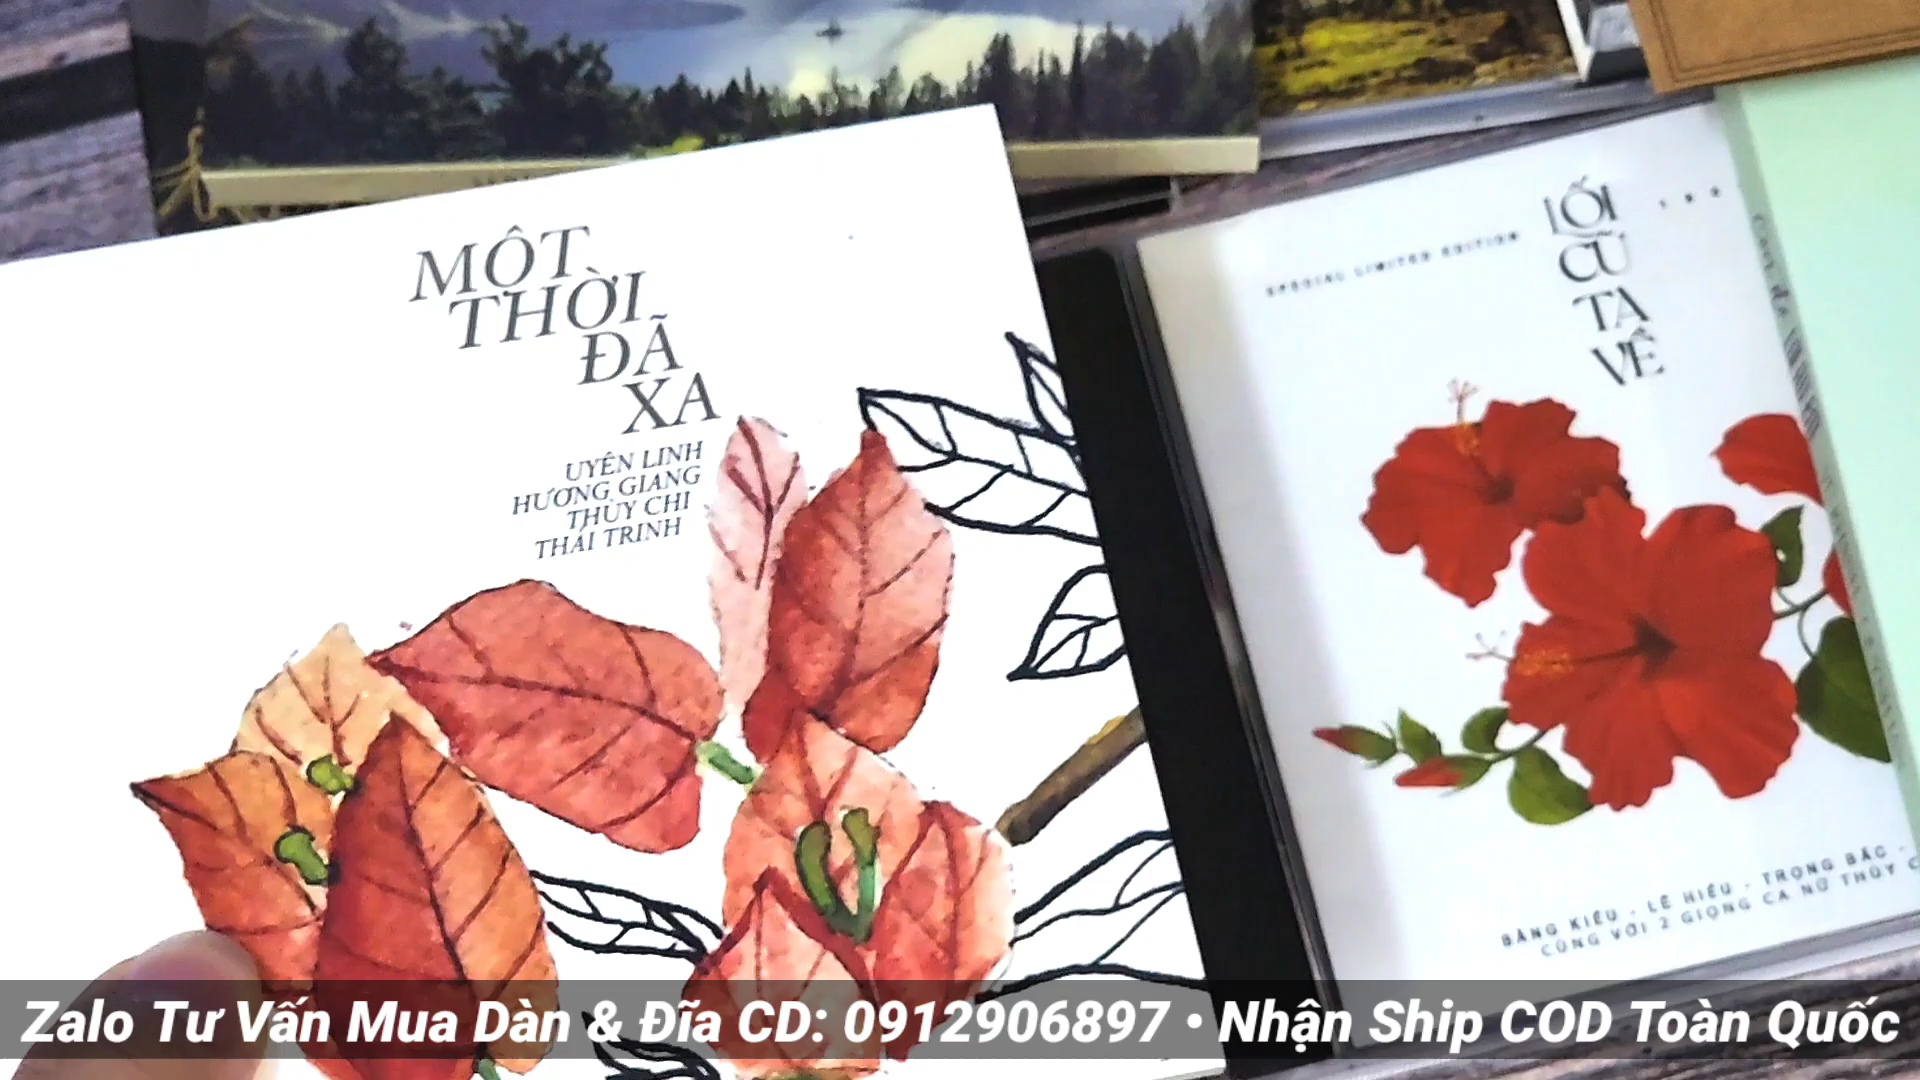 MỘT
THỜI
ĐÃ
XA
UYÊN LINH
HƯƠNG GIANG
THÙY CHI
THÁI TRINH
SPECIAL LIMITED EDITION
LỐI
CŨ
TA
VỀ
BẰNG KIỀU - LÊ HIẾU - TRỌNG BẮC -
CÙNG VỚI 2 GIỌNG CA NỮ THÙY C
Zalo Tư Vấn Mua Dàn & Đĩa CD: 0912906897 • Nhận Ship COD Toàn Quốc